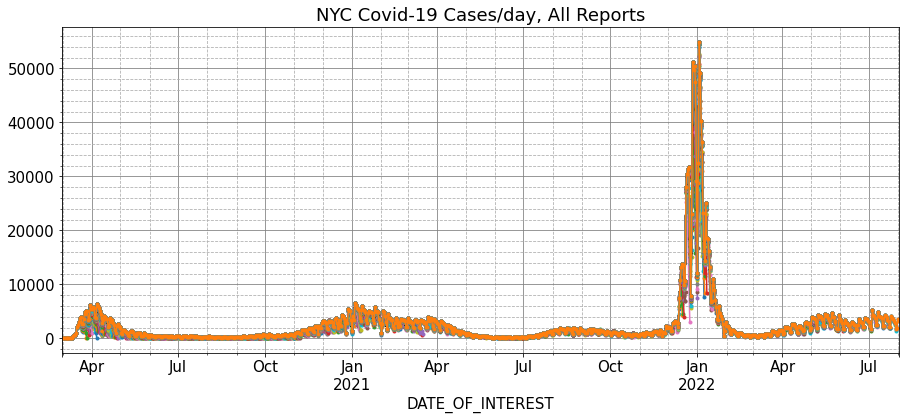 NYC Covid-19 Cases/day, All Reports
50000
40000
30000
20000
10000
0
Apr Jul Oct Jan Apr Jul Oct Jan Apr Jul
2021 2022
DATE_OF_INTEREST